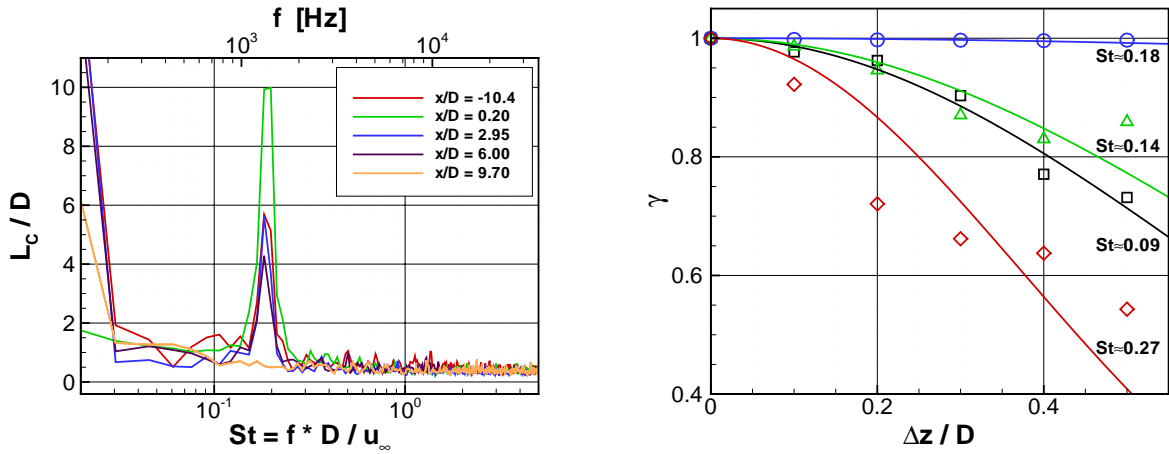 f [Hz]
10³ 10⁴
L_C / D
10
8
6
4
2
0
x/D = -10.4
x/D = 0.20
x/D = 2.95
x/D = 6.00
x/D = 9.70
10⁻¹ 10⁰
St = f * D / u_∞
γ
1
0.8
0.6
0.4
St≈0.18
St≈0.14
St≈0.09
St≈0.27
0 0.2 0.4
Δz / D